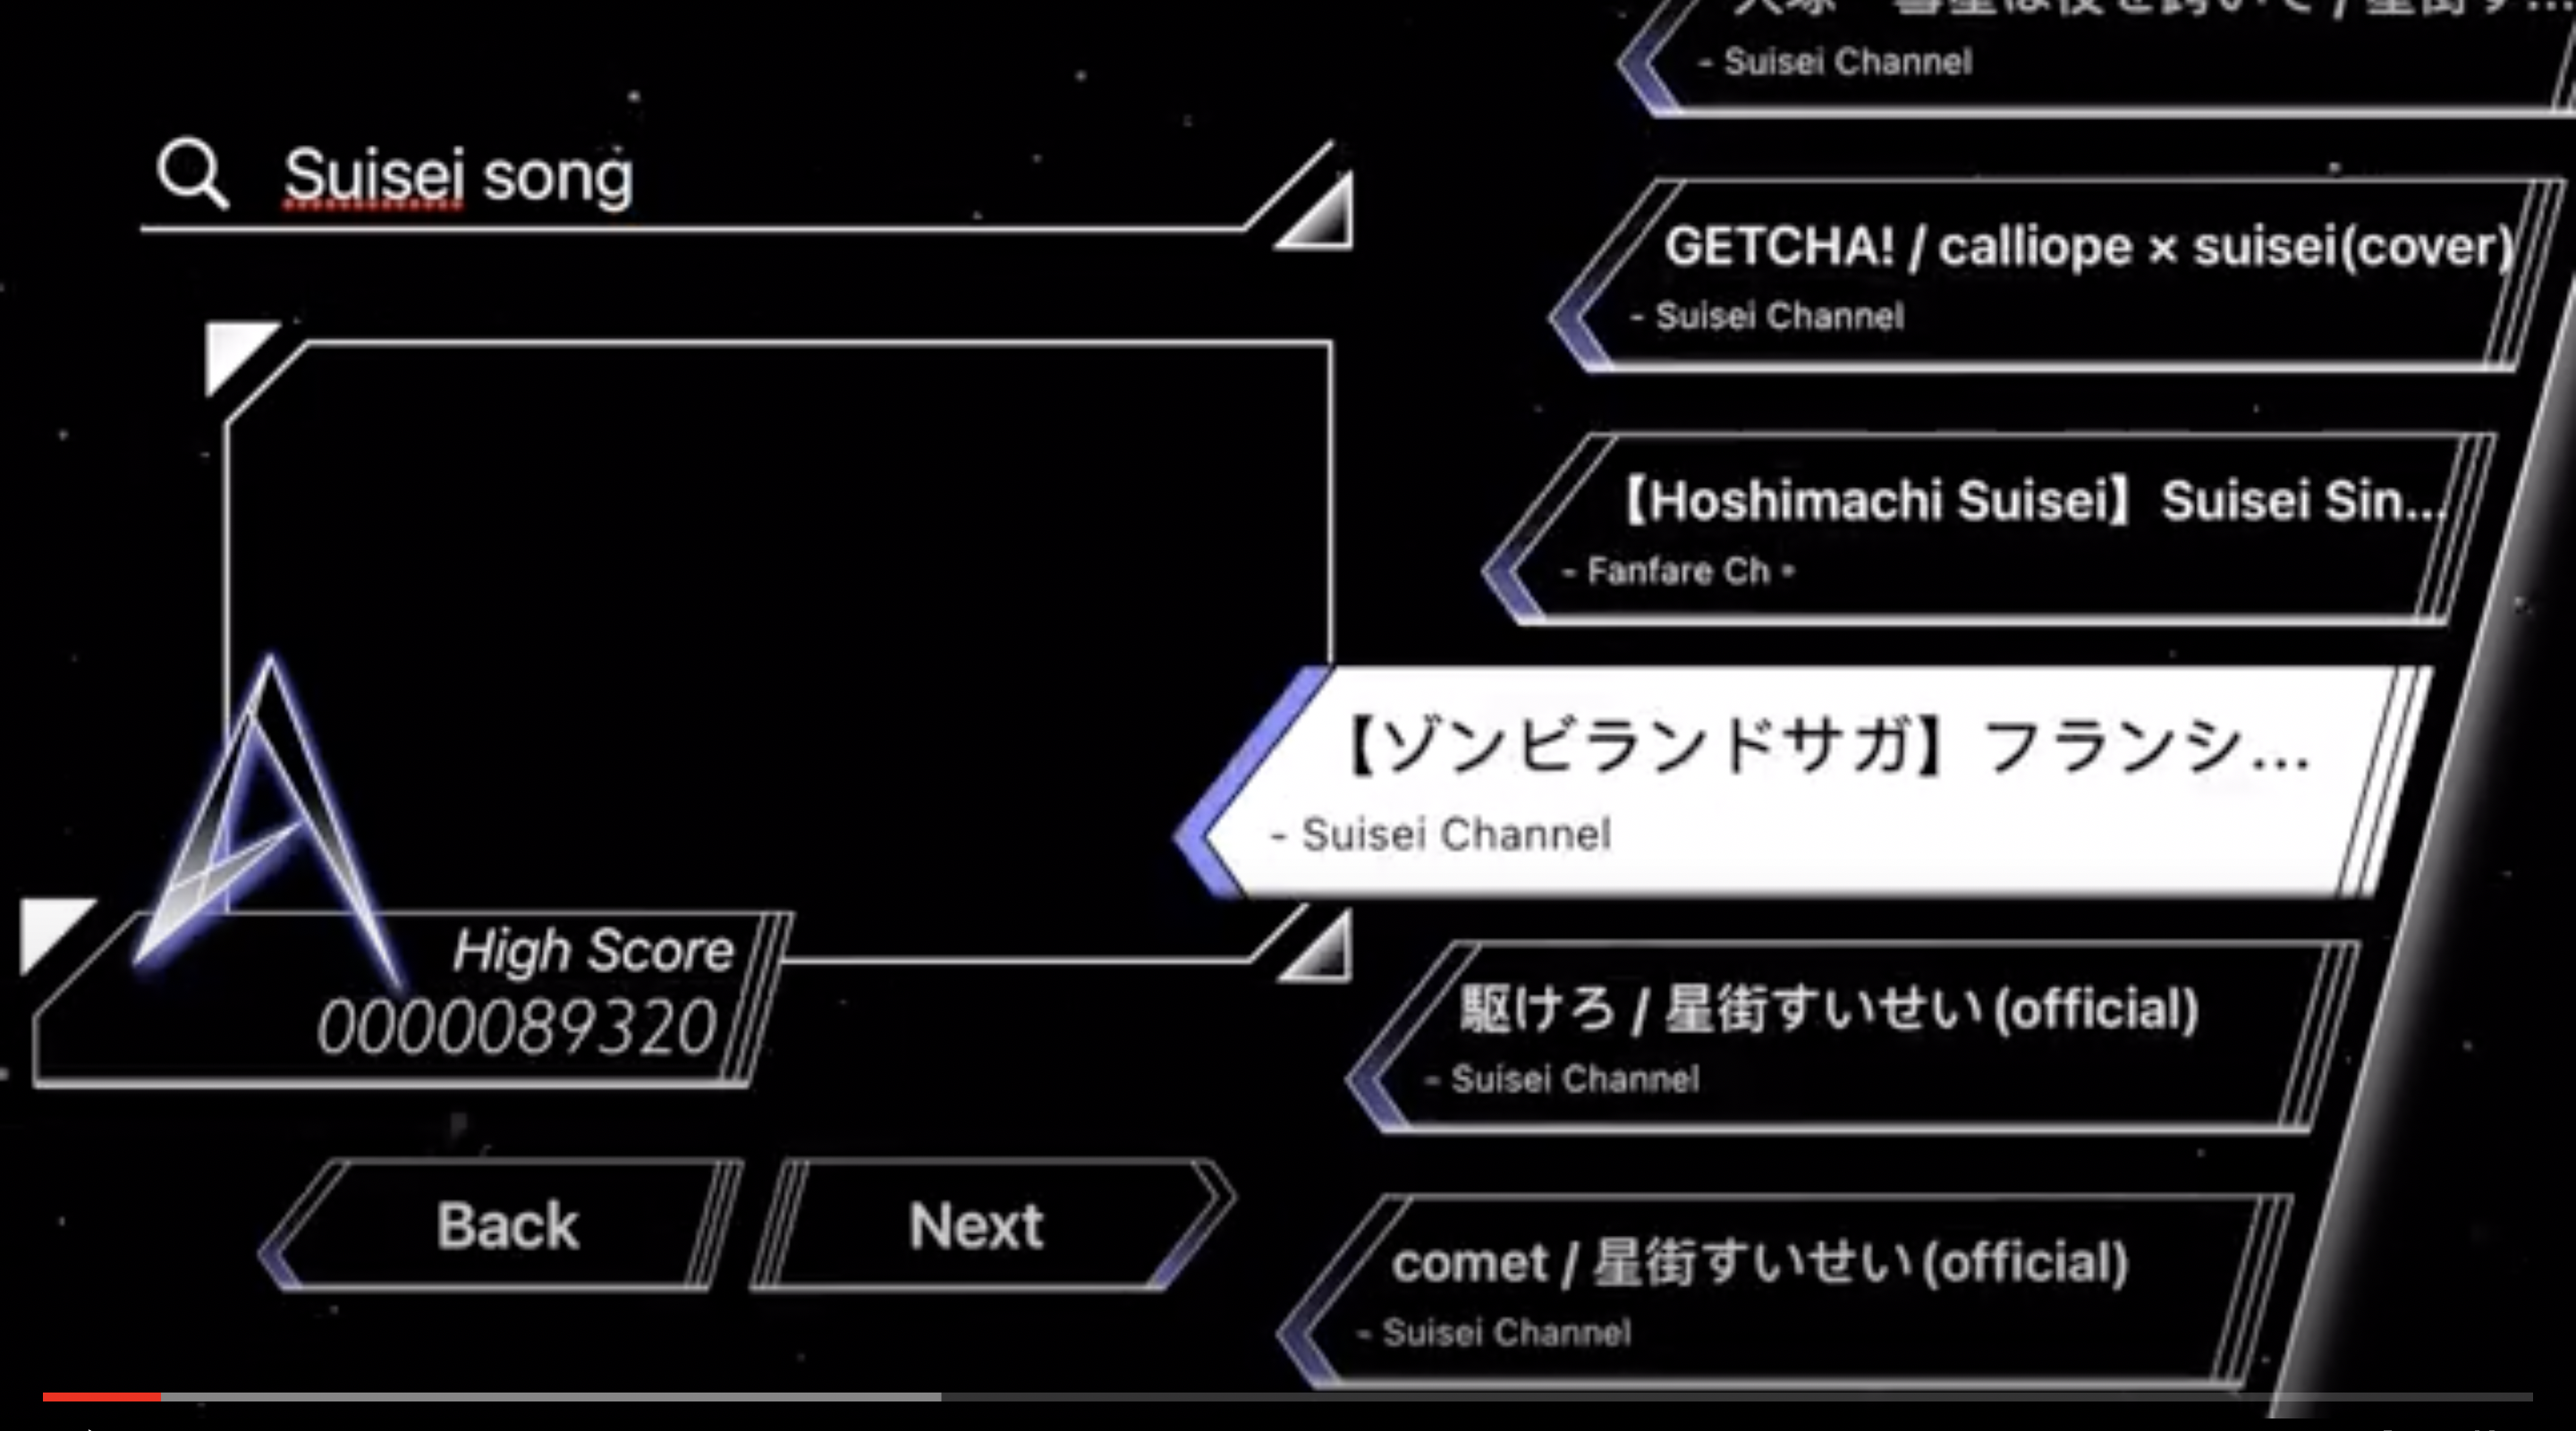 Suisei song
- Suisei Channel
GETCHA! / calliope × suisei(cover)
- Suisei Channel
【Hoshimachi Suisei】Suisei Sin...
- Fanfare Ch •
【ゾンビランドサガ】フランシ...
- Suisei Channel
A
High Score
0000089320
駆けろ / 星街すいせい (official)
- Suisei Channel
Back
Next
comet / 星街すいせい (official)
- Suisei Channel